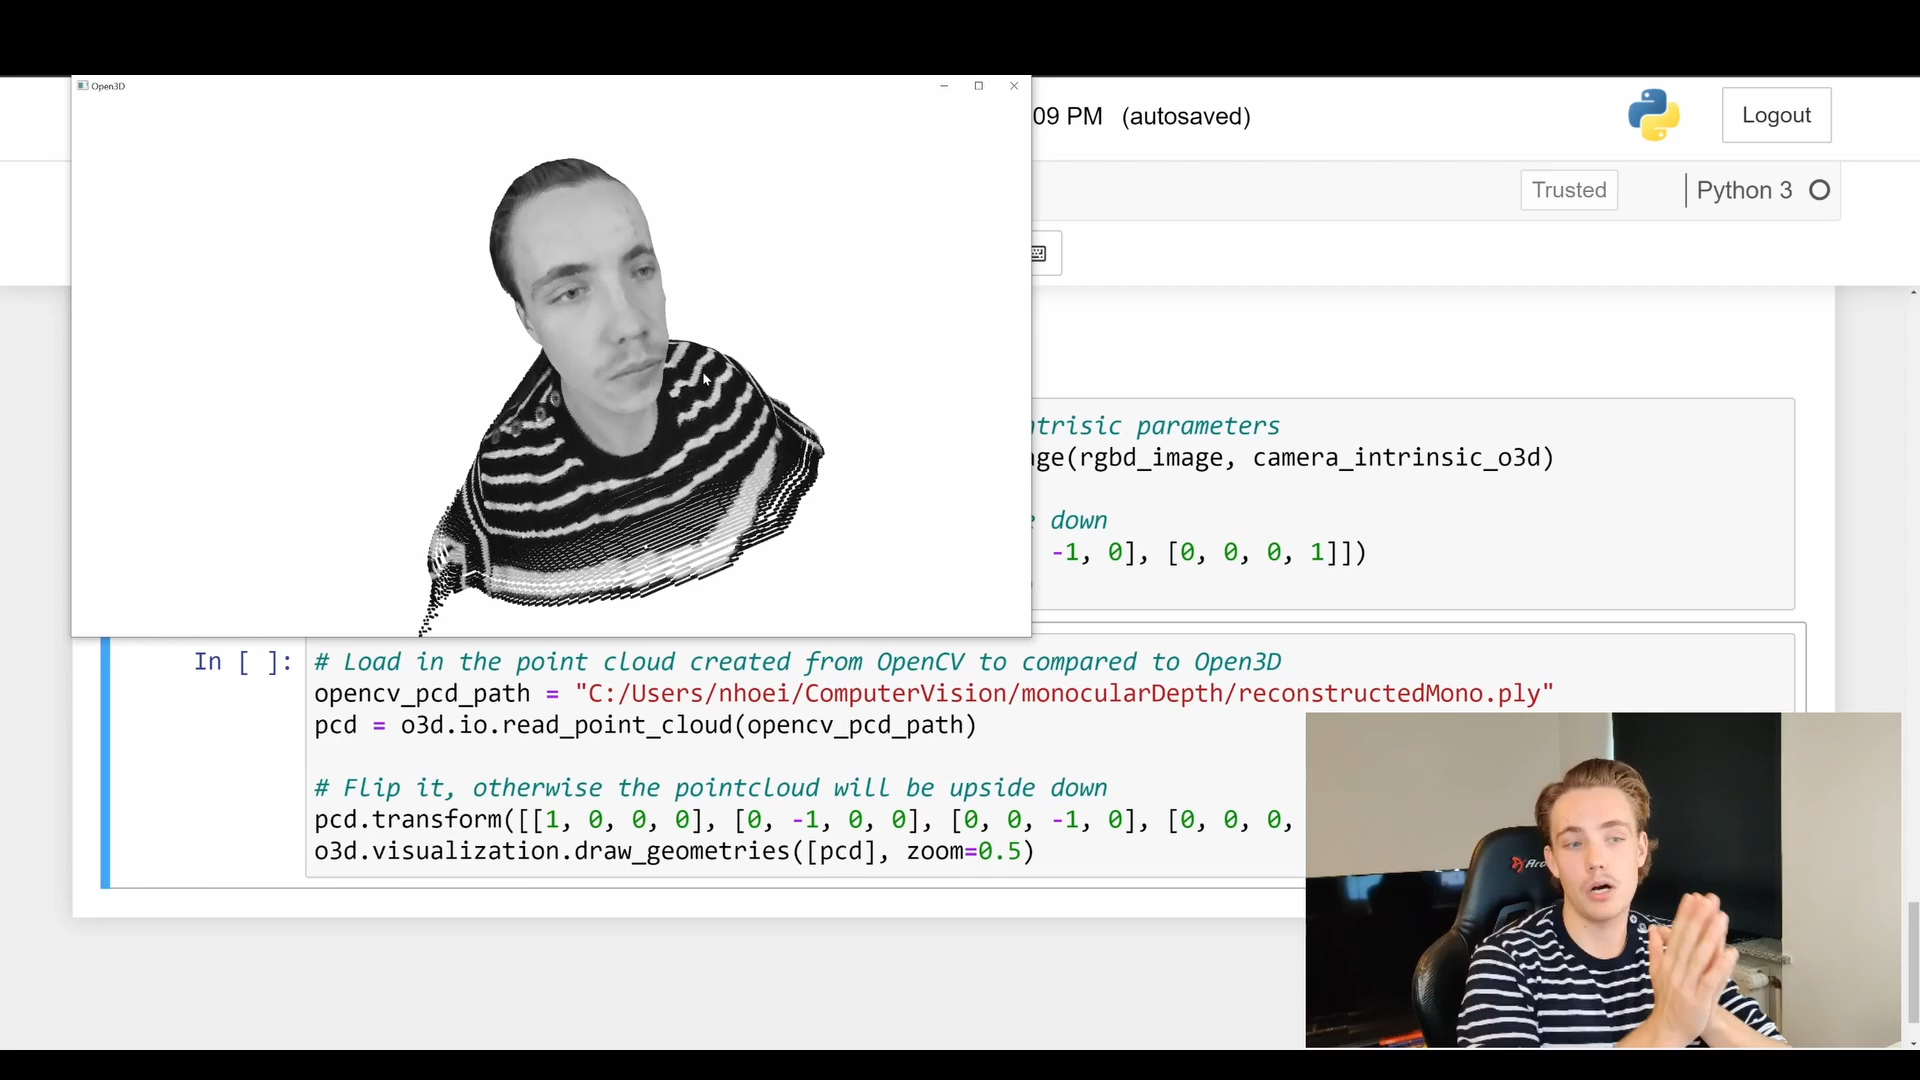 Open3D
09 PM (autosaved)
Logout
Trusted
Python 3
ntrisic parameters
ge(rgbd_image, camera_intrinsic_o3d)
down
-1, 0], [0, 0, 0, 1]])
In [ ]:
# Load in the point cloud created from OpenCV to compared to Open3D
opencv_pcd_path = "C:/Users/nhoei/ComputerVision/monocularDepth/reconstructedMono.ply"
pcd = o3d.io.read_point_cloud(opencv_pcd_path)
# Flip it, otherwise the pointcloud will be upside down
pcd.transform([[1, 0, 0, 0], [0, -1, 0, 0], [0, 0, -1, 0], [0, 0, 0,
o3d.visualization.draw_geometries([pcd], zoom=0.5)